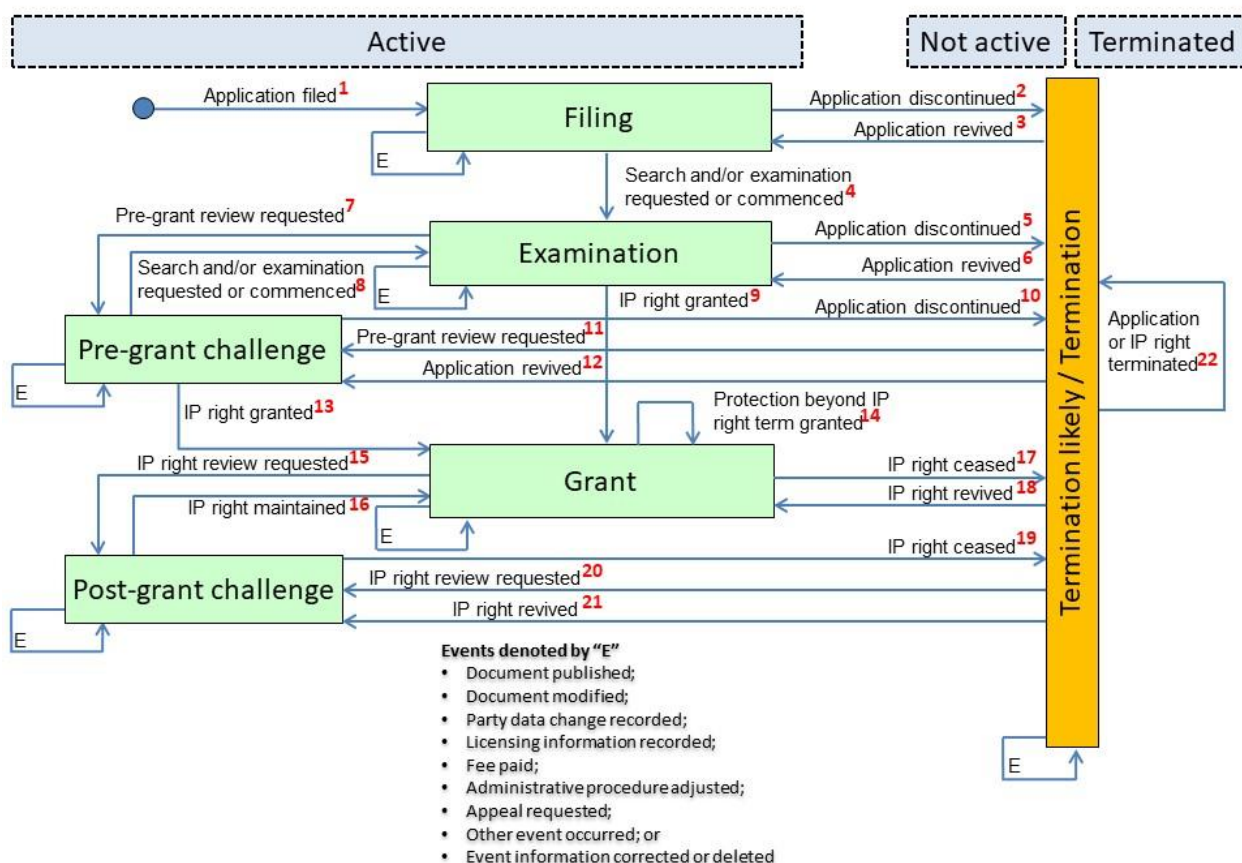 Active
Not active
Terminated
Application filed1
Filing
Application discontinued2
Application revived3
E
Search and/or examination
requested or commenced4
Pre-grant review requested7
Examination
Application discontinued5
Application revived6
Search and/or examination
requested or commenced8
E
IP right granted9
Application discontinued10
Pre-grant challenge
Pre-grant review requested11
Application revived12
E
IP right granted13
Application
or IP right
terminated22
Termination likely / Termination
Protection beyond IP
right term granted14
IP right review requested15
Grant
IP right ceased17
IP right revived18
IP right maintained16
E
IP right ceased19
Post-grant challenge
IP right review requested20
IP right revived21
E
Events denoted by “E”
• Document published;
• Document modified;
• Party data change recorded;
• Licensing information recorded;
• Fee paid;
• Administrative procedure adjusted;
• Appeal requested;
• Other event occurred; or
• Event information corrected or deleted
E